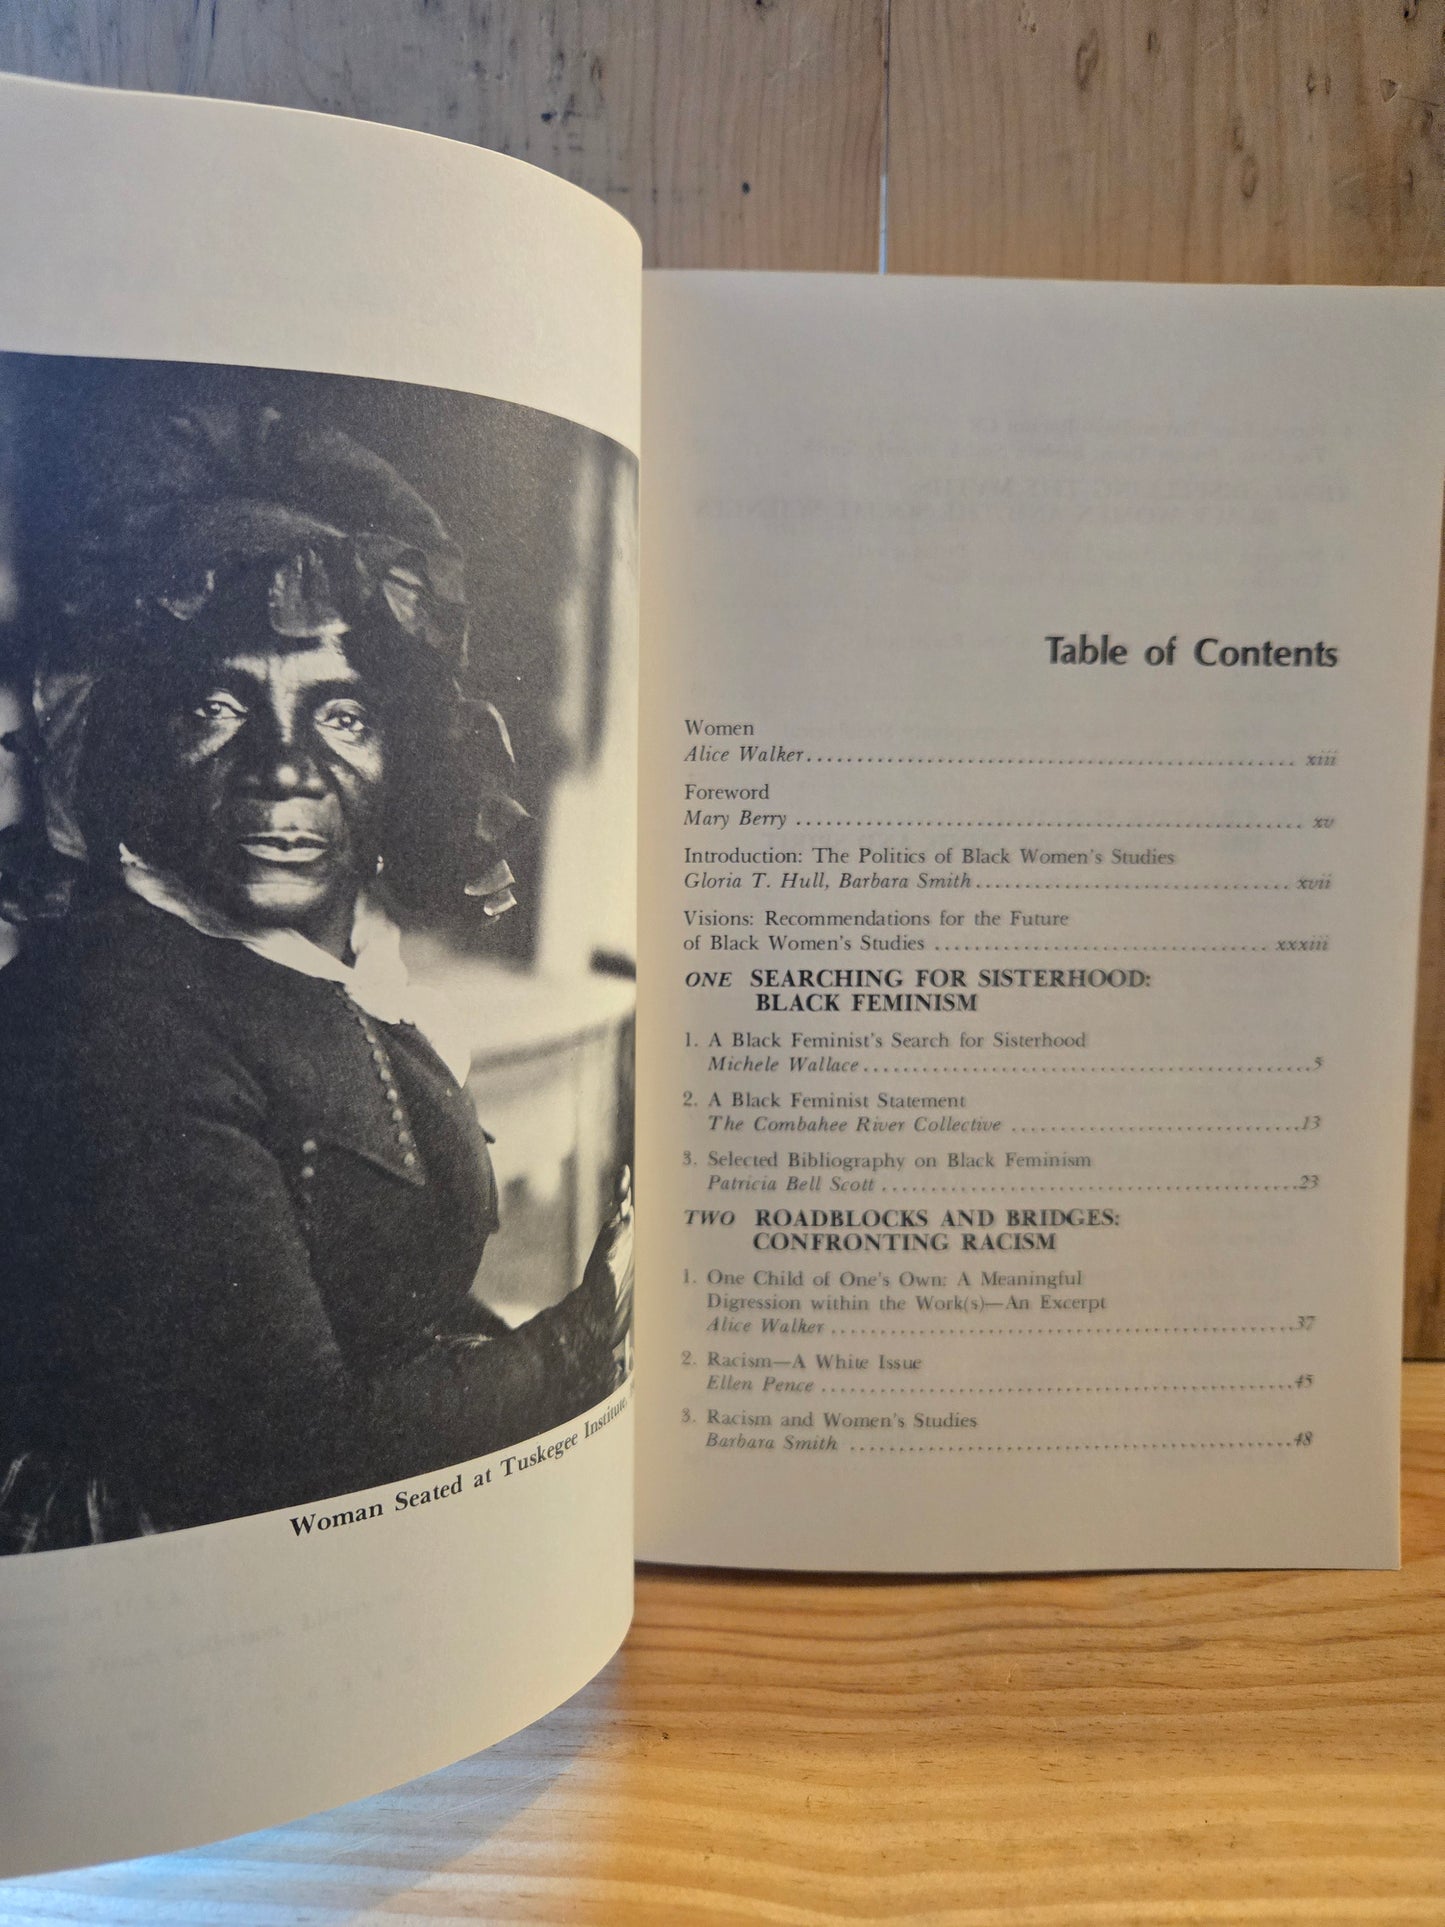 Woman Seated at Tuskegee Institute,
Table of Contents
Women
Alice Walker.................................................. xiii
Foreword
Mary Berry .................................................... xv
Introduction: The Politics of Black Women's Studies
Gloria T. Hull, Barbara Smith................................ xvii
Visions: Recommendations for the Future
of Black Women's Studies .................................. xxxiii
ONE SEARCHING FOR SISTERHOOD:
BLACK FEMINISM
1. A Black Feminist's Search for Sisterhood
Michele Wallace..............................................5
2. A Black Feminist Statement
The Combahee River Collective ..............................13
3. Selected Bibliography on Black Feminism
Patricia Bell Scott...........................................23
TWO ROADBLOCKS AND BRIDGES:
CONFRONTING RACISM
1. One Child of One's Own: A Meaningful
Digression within the Work(s)—An Excerpt
Alice Walker................................................37
2. Racism—A White Issue
Ellen Pence .................................................45
3. Racism and Women's Studies
Barbara Smith ..............................................48